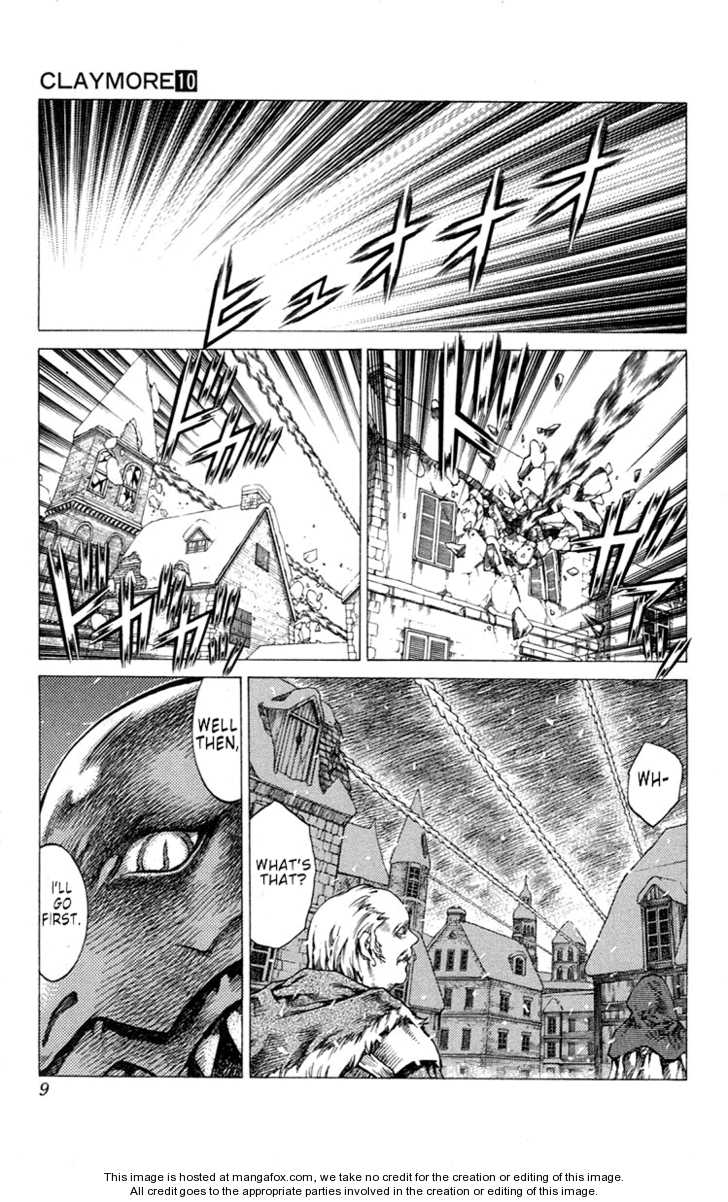 CLAYMORE 10
ヒュオオオ
ドドガガ
ドガガ
ドドド
ドガガ
WH-
WHAT'S
THAT?
WELL
THEN,
I'LL
GO
FIRST.
9
This image is hosted at mangafox.com, we take no credit for the creation or editing of this image.
All credit goes to the appropriate parties involved in the creation or editing of this image.